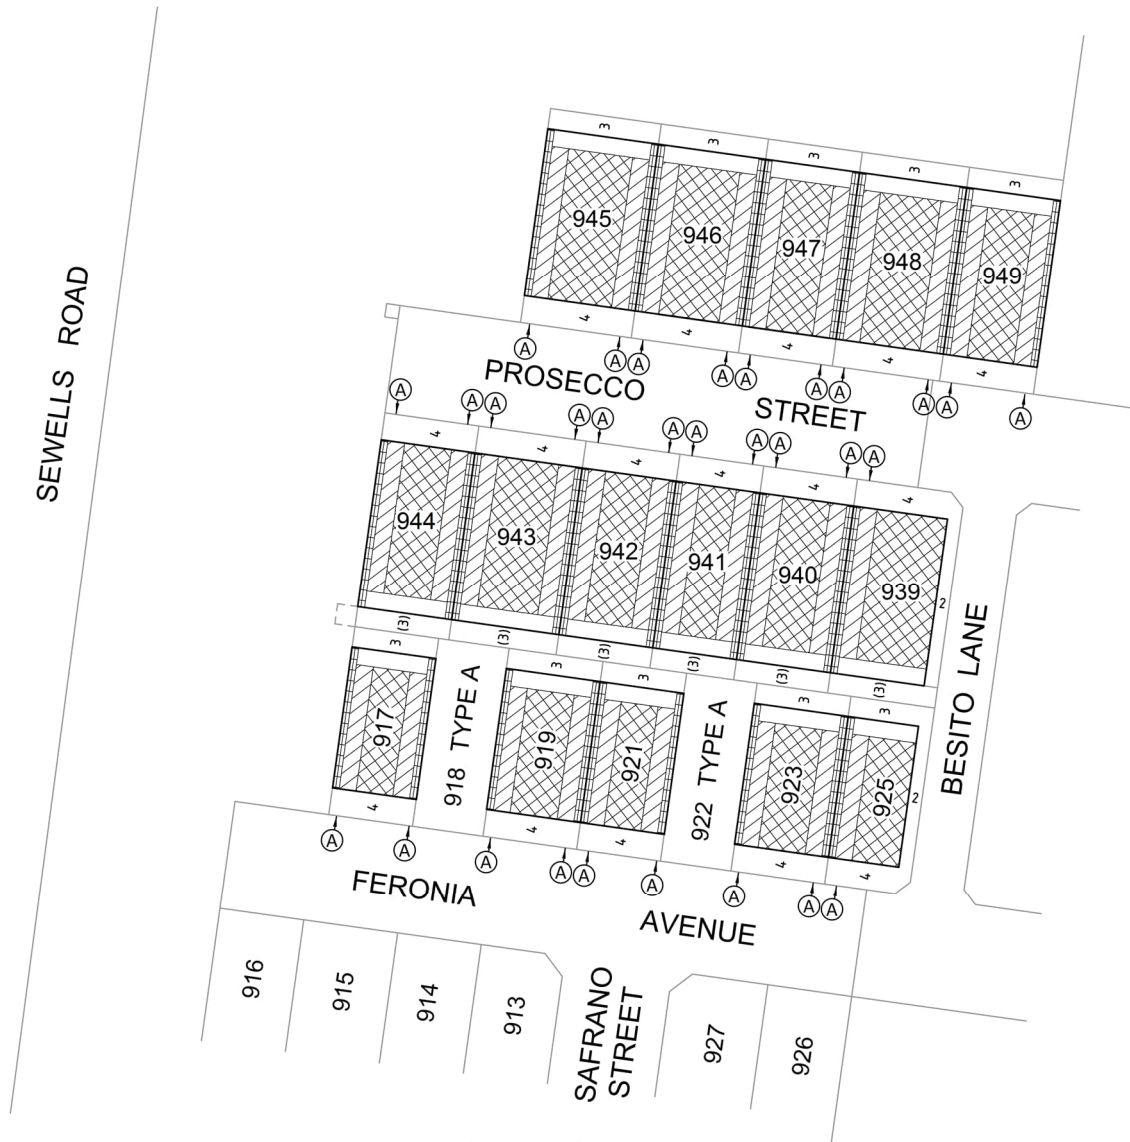 3
3
3
3
3
945
946
947
948
949
4
4
4
4
4
A
A
A
A
A
A
A
A
A
A
PROSECCO
STREET
SEWELLS ROAD
A
A
A
A
A
A
A
A
A
A
A
4
4
4
4
4
4
944
943
942
941
940
939
2
(3)
(3)
(3)
(3)
(3)
(3)
BESITO LANE
3
3
3
3
3
917
918 TYPE A
919
921
922 TYPE A
923
925
2
4
4
4
4
4
A
A
A
A
A
A
A
A
A
FERONIA
AVENUE
916
915
914
913
SAFRANO
STREET
927
926